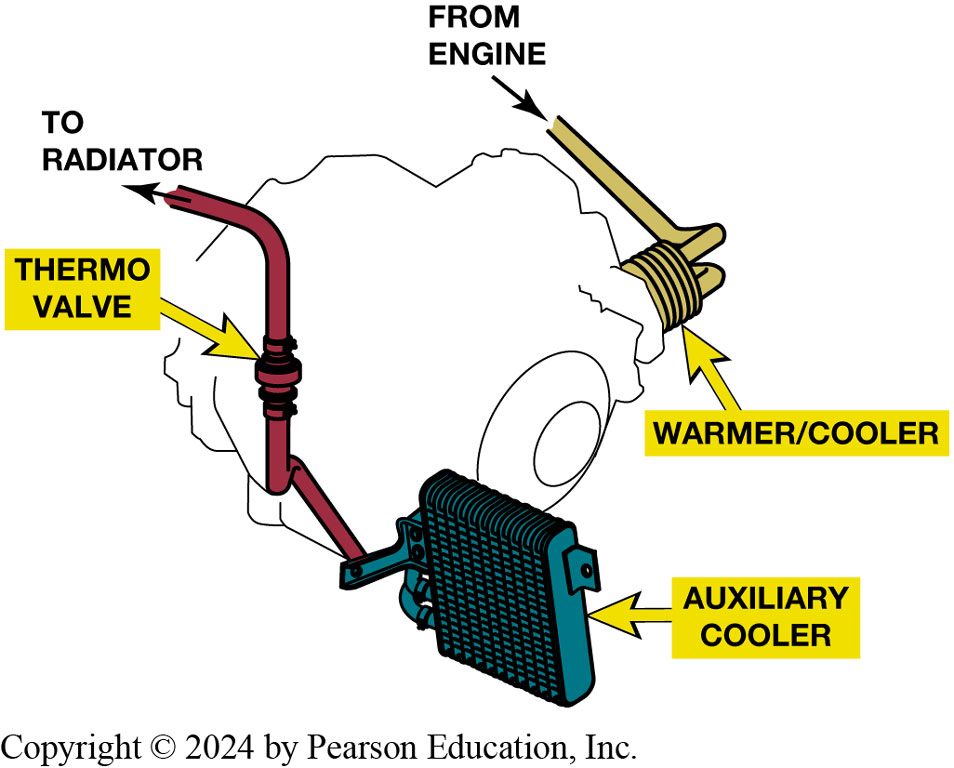 FROM
ENGINE
TO
RADIATOR
THERMO
VALVE
WARMER/COOLER
AUXILIARY
COOLER
Copyright © 2024 by Pearson Education, Inc.